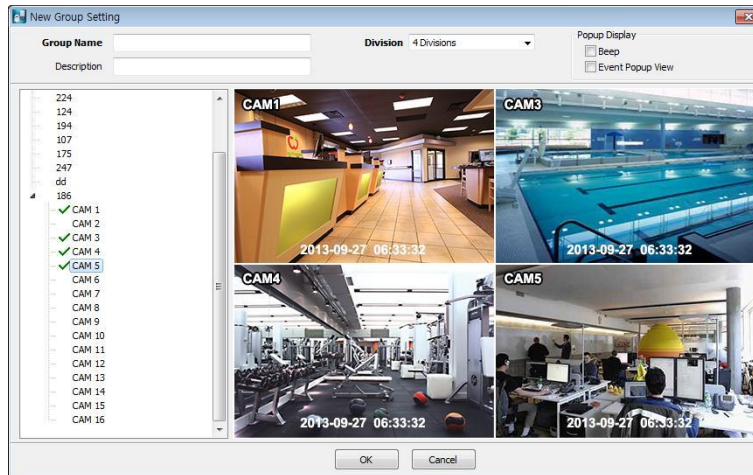 New Group Setting
Group Name
Division
4 Divisions
Popup Display
Beep
Description
Event Popup View
224
124
194
107
175
247
dd
186
CAM 1
CAM 2
CAM 3
CAM 4
CAM 5
CAM 6
CAM 7
CAM 8
CAM 9
CAM 10
CAM 11
CAM 12
CAM 13
CAM 14
CAM 15
CAM 16
CAM1
2013-09-27 06:33:32
CAM3
2013-09-27 06:33:32
CAM4
2013-09-27 06:33:32
CAM5
2013-09-27 06:33:32
OK
Cancel